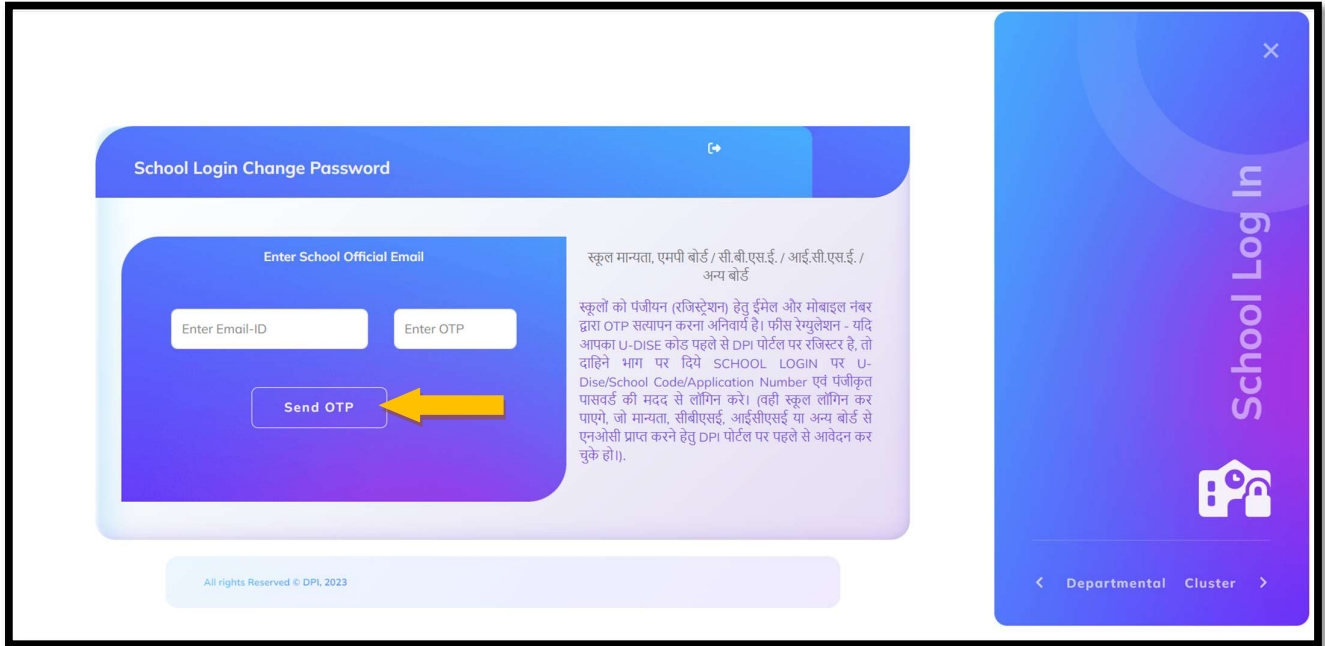 School Login Change Password
Enter School Official Email
Enter Email-ID
Enter OTP
Send OTP
स्कूल मान्यता, एमपी बोर्ड / सी.बी.एस.ई. / आई.सी.एस.ई. /
अन्य बोर्ड
स्कूलों को पंजीयन (रजिस्ट्रेशन) हेतु ईमेल और मोबाइल नंबर
द्वारा OTP सत्यापन करना अनिवार्य है। फीस रेग्युलेशन - यदि
आपका U-DISE कोड पहले से DPI पोर्टल पर रजिस्टर है, तो
दाहिने भाग पर दिये SCHOOL LOGIN पर U-
Dise/School Code/Application Number एवं पंजीकृत
पासवर्ड की मदद से लॉगिन करे। (वही स्कूल लॉगिन कर
पाएगे, जो मान्यता, सीबीएसई, आईसीएसई या अन्य बोर्ड से
एनओसी प्राप्त करने हेतु DPI पोर्टल पर पहले से आवेदन कर
चुके हो।).
All rights Reserved © DPI, 2023
School Log In
Departmental Cluster